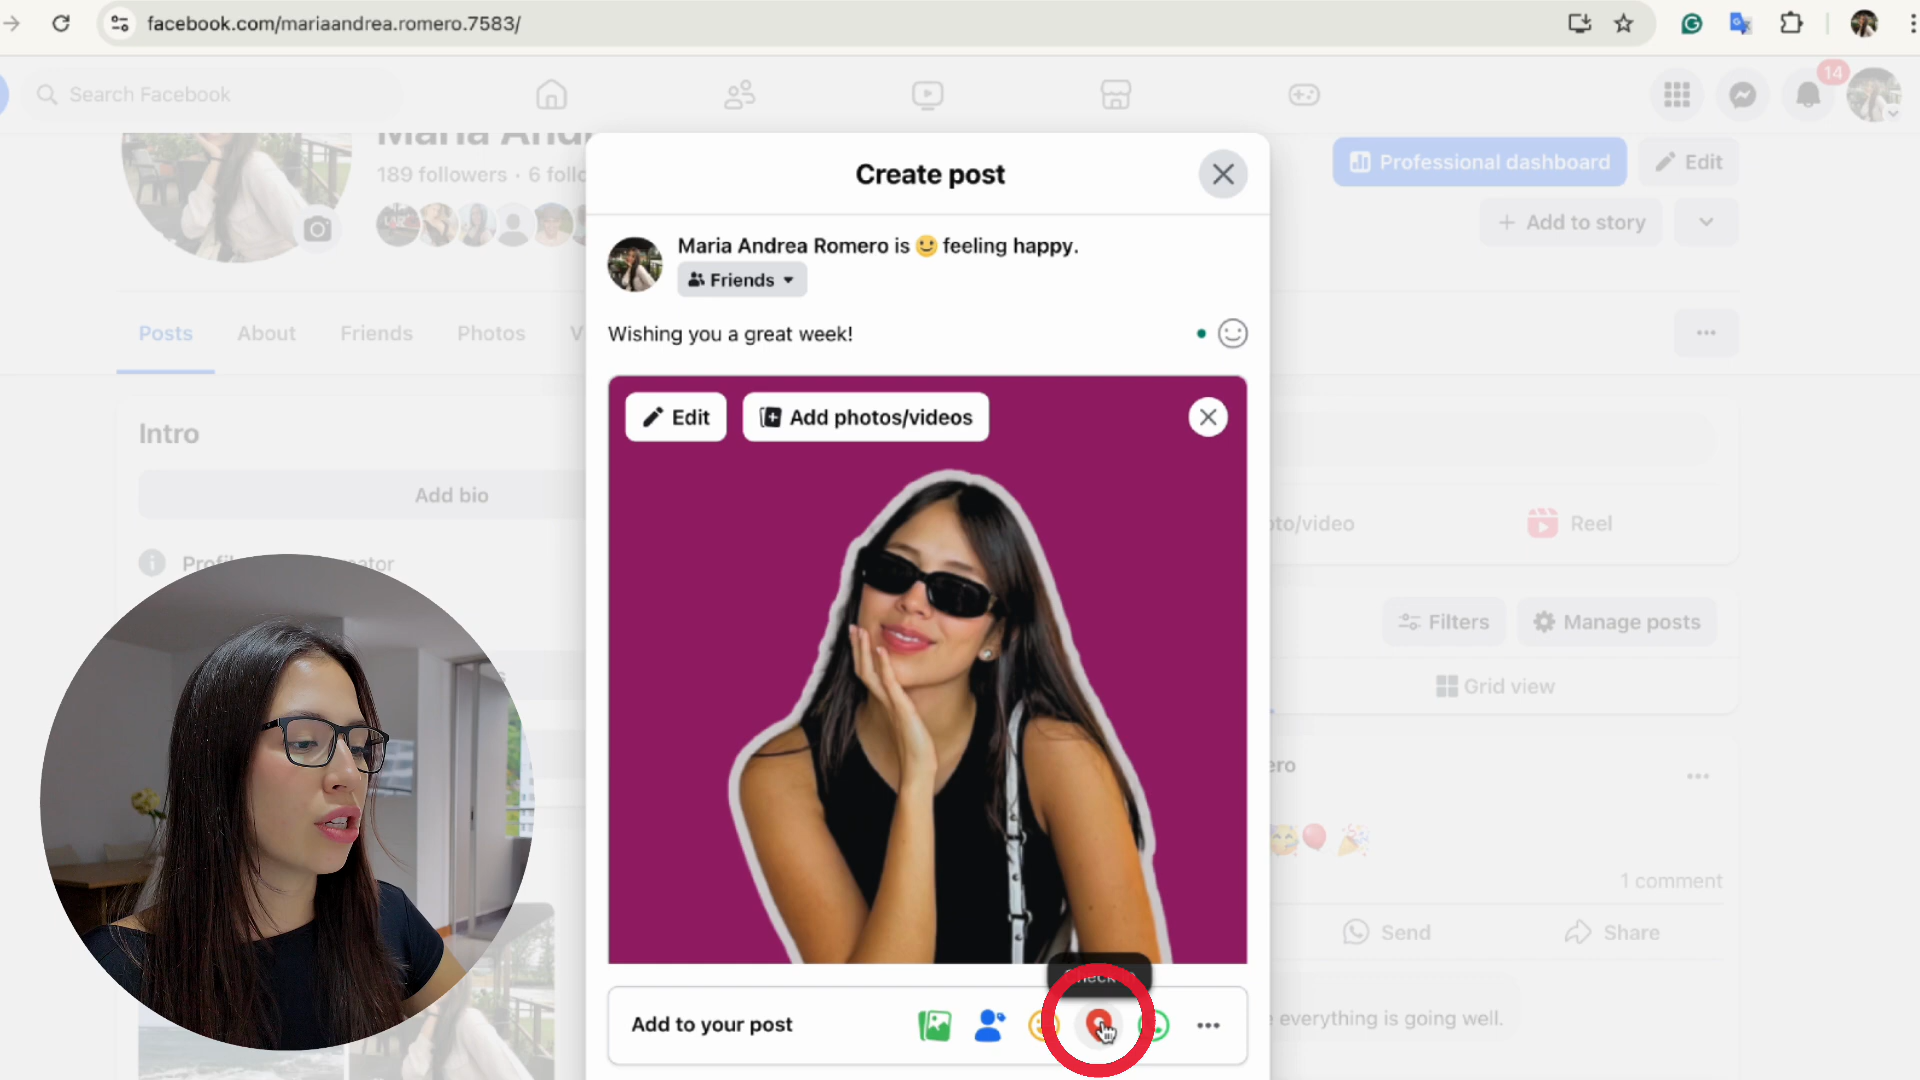 facebook.com/mariaandrea.romero.7583/
Search Facebook
14
189 followers · 6
Professional dashboard
Edit
Add to story
Create post
Maria Andrea Romero is feeling happy.
Friends
Posts
About
Friends
Photos
Wishing you a great week!
Edit
Add photos/videos
Intro
Add bio
Reel
Filters
Manage posts
Grid view
1 comment
Send
Share
everything is going well.
Add to your post